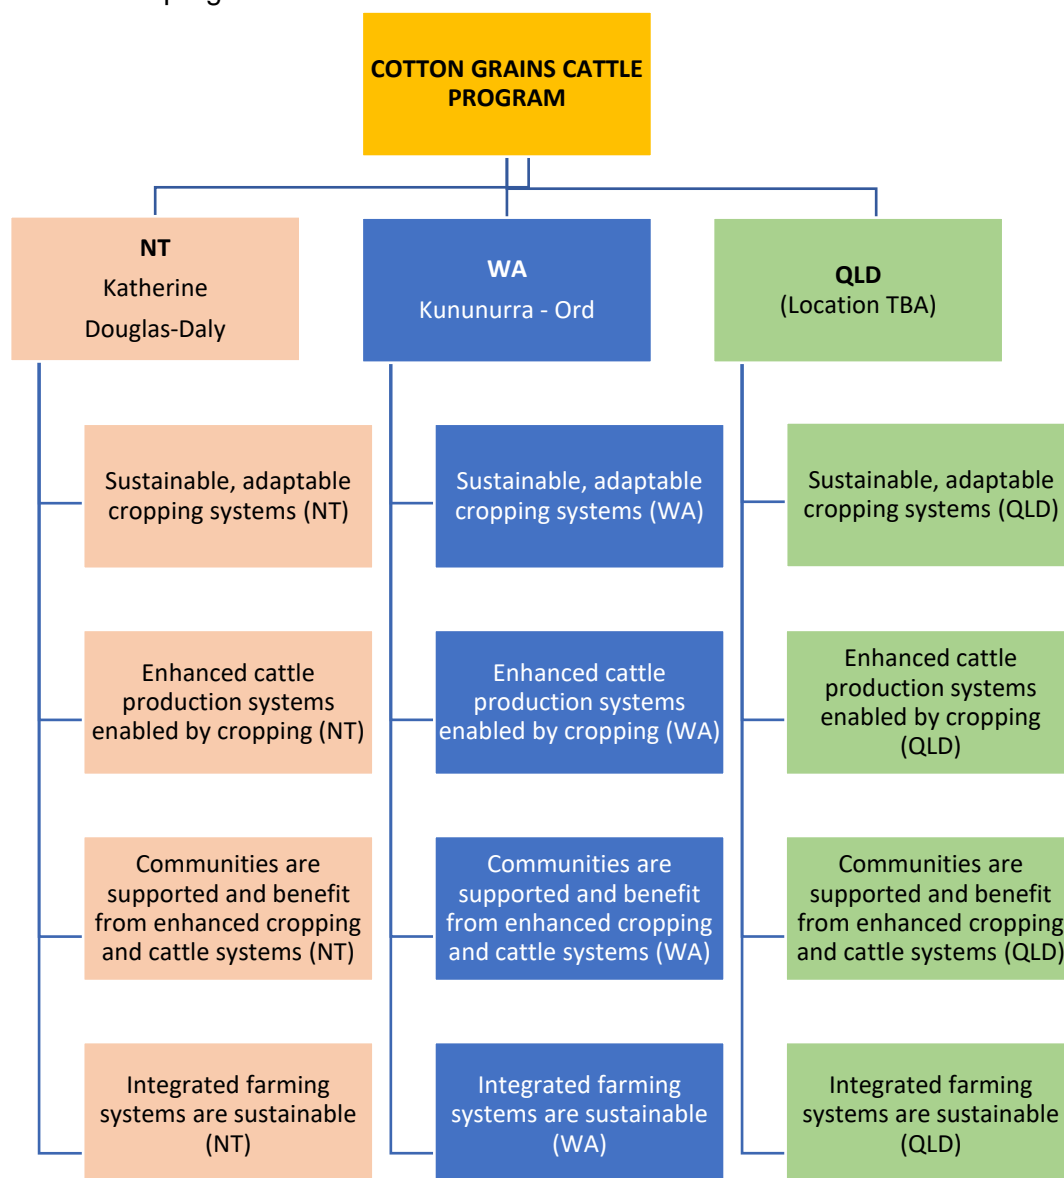 COTTON GRAINS CATTLE
PROGRAM
NT
Katherine
Douglas-Daly
WA
Kununurra - Ord
QLD
(Location TBA)
Sustainable, adaptable
cropping systems (NT)
Sustainable, adaptable
cropping systems (WA)
Sustainable, adaptable
cropping systems (QLD)
Enhanced cattle
production systems
enabled by cropping (NT)
Enhanced cattle
production systems
enabled by cropping (WA)
Enhanced cattle
production systems
enabled by cropping
(QLD)
Communities are
supported and benefit
from enhanced cropping
and cattle systems (NT)
Communities are
supported and benefit
from enhanced cropping
and cattle systems (WA)
Communities are
supported and benefit
from enhanced cropping
and cattle systems (QLD)
Integrated farming
systems are sustainable
(NT)
Integrated farming
systems are sustainable
(WA)
Integrated farming
systems are sustainable
(QLD)